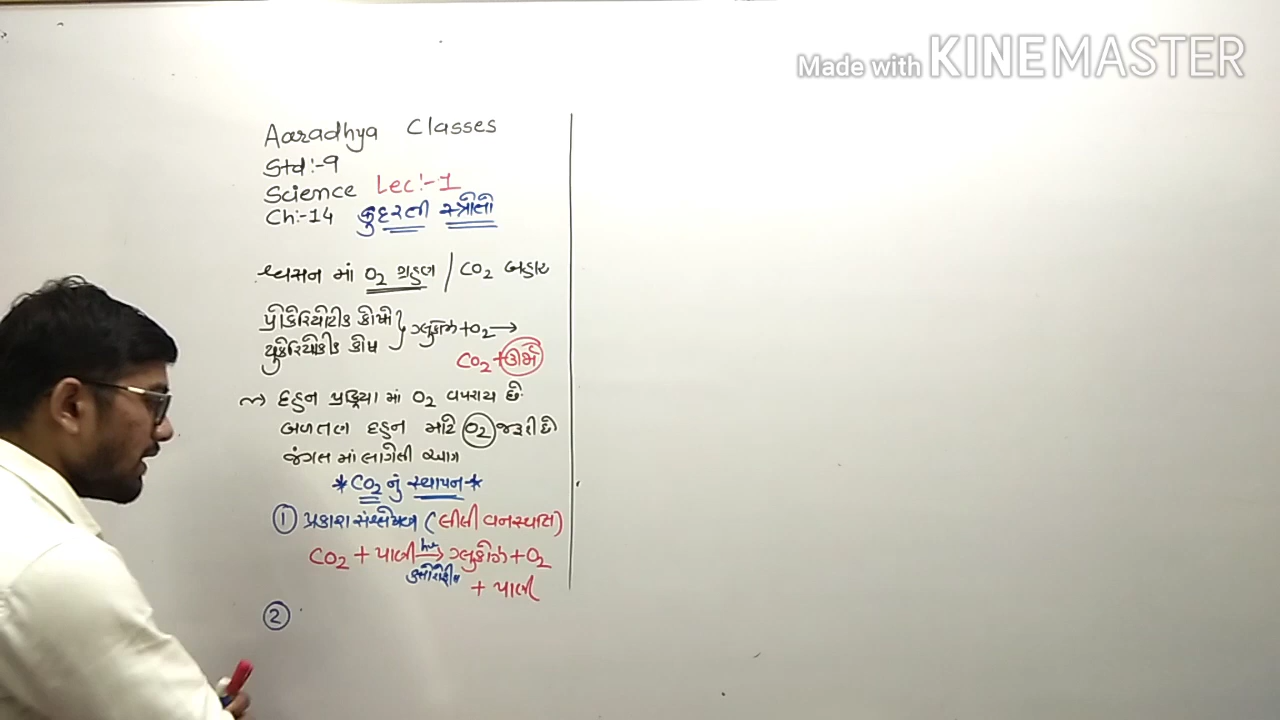 Made with KINEMASTER
Aaradhya Classes
Std:-9
Science Lec:-1
Ch:-14 કુદરતી સ્ત્રોતો
શ્વસન માં O2 ગ્રહણ / CO2 બહાર
પ્રોકેરિયોટીક કોષો
યુકેરિયોટીક કોષ } ગ્લુકોઝ + O2 →
CO2 + ઊર્જા
~> દહન પ્રક્રિયા માં O2 વપરાય છે
બળતણ દહન માટે O2 જરૂરી છે
જંગલ માં લાગેલી આગ
* CO2 નું સ્થાપન *
① પ્રકાશ સંશ્લેષણ (લીલી વનસ્પતિ)
CO2 + પાણી → ગ્લુકોઝ + O2
hν
+ પાણી
②